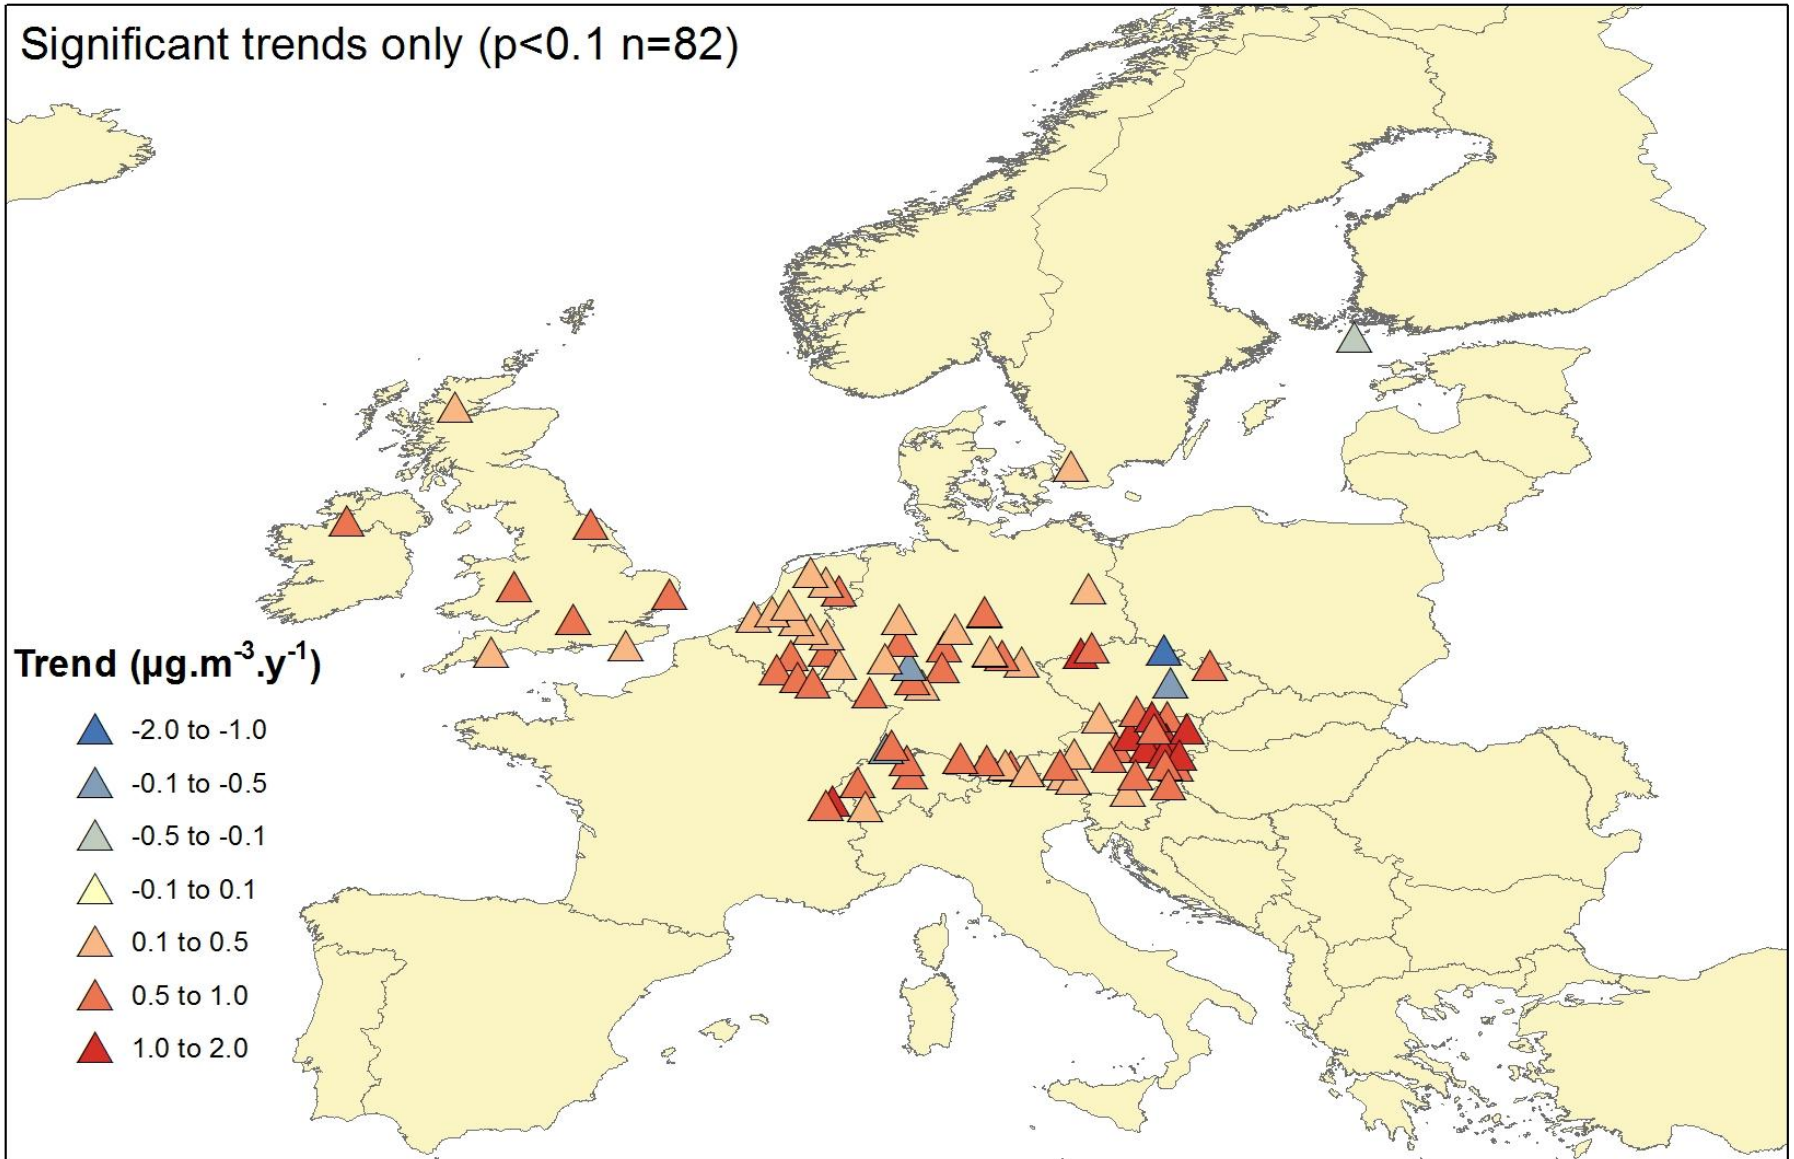 Significant trends only (p<0.1 n=82)
Trend (µg.m⁻³.y⁻¹)
-2.0 to -1.0
-0.1 to -0.5
-0.5 to -0.1
-0.1 to 0.1
0.1 to 0.5
0.5 to 1.0
1.0 to 2.0